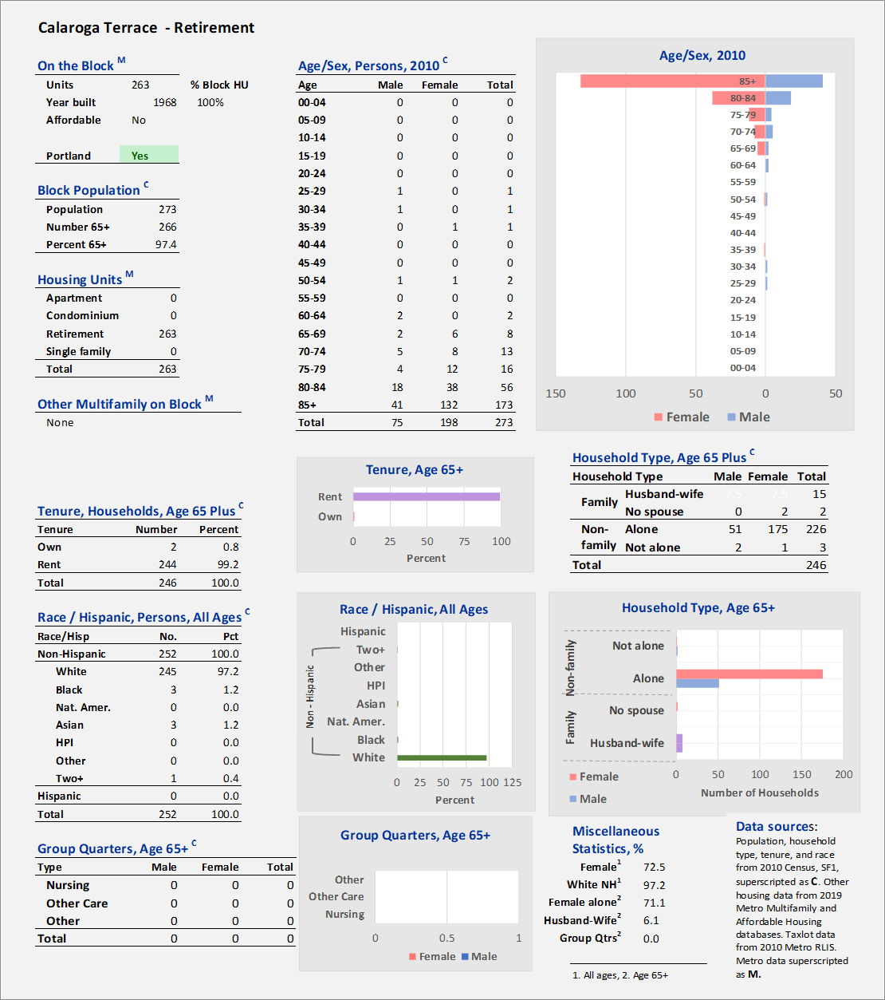 Calaroga Terrace - Retirement
On the Block M
Units 263 % Block HU
Year built 1968 100%
Affordable No
Portland Yes
Block Population C
Population 273
Number 65+ 266
Percent 65+ 97.4
Housing Units M
Apartment 0
Condominium 0
Retirement 263
Single family 0
Total 263
Other Multifamily on Block M
None
Age/Sex, Persons, 2010 C
Age Male Female Total
00-04 0 0 0
05-09 0 0 0
10-14 0 0 0
15-19 0 0 0
20-24 0 0 0
25-29 1 0 1
30-34 1 0 1
35-39 0 1 1
40-44 0 0 0
45-49 0 0 0
50-54 1 1 2
55-59 0 0 0
60-64 2 0 2
65-69 2 6 8
70-74 5 8 13
75-79 4 12 16
80-84 18 38 56
85+ 41 132 173
Total 75 198 273
Age/Sex, 2010
85+
80-84
75-79
70-74
65-69
60-64
55-59
50-54
45-49
40-44
35-39
30-34
25-29
20-24
15-19
10-14
05-09
00-04
150 100 50 0 50
Female Male
Tenure, Households, Age 65 Plus C
Tenure Number Percent
Own 2 0.8
Rent 244 99.2
Total 246 100.0
Tenure, Age 65+
Rent
Own
0 25 50 75 100
Percent
Household Type, Age 65 Plus C
Household Type Male Female Total
Family Husband-wife 7.5 7.5 15
No spouse 0 2 2
Non-family Alone 51 175 226
Not alone 2 1 3
Total 246
Race / Hispanic, Persons, All Ages C
Race/Hisp No. Pct
Non-Hispanic 252 100.0
White 245 97.2
Black 3 1.2
Nat. Amer. 0 0.0
Asian 3 1.2
HPI 0 0.0
Other 0 0.0
Two+ 1 0.4
Hispanic 0 0.0
Total 252 100.0
Race / Hispanic, All Ages
Hispanic
Two+
Other
HPI
Asian
Nat. Amer.
Black
White
Non - Hispanic
0 25 50 75 100 125
Percent
Household Type, Age 65+
Non-family
Not alone
Alone
Family
No spouse
Husband-wife
0 50 100 150 200
Number of Households
Female
Male
Group Quarters, Age 65+ C
Type Male Female Total
Nursing 0 0 0
Other Care 0 0 0
Other 0 0 0
Total 0 0 0
Group Quarters, Age 65+
Other
Other Care
Nursing
0 0.5 1
Female Male
Miscellaneous
Statistics, %
Female1 72.5
White NH1 97.2
Female alone2 71.1
Husband-Wife2 6.1
Group Qtrs2 0.0
1. All ages, 2. Age 65+
Data sources:
Population, household
type, tenure, and race
from 2010 Census, SF1,
superscripted as C. Other
housing data from 2019
Metro Multifamily and
Affordable Housing
databases. Taxlot data
from 2010 Metro RLIS.
Metro data superscripted
as M.